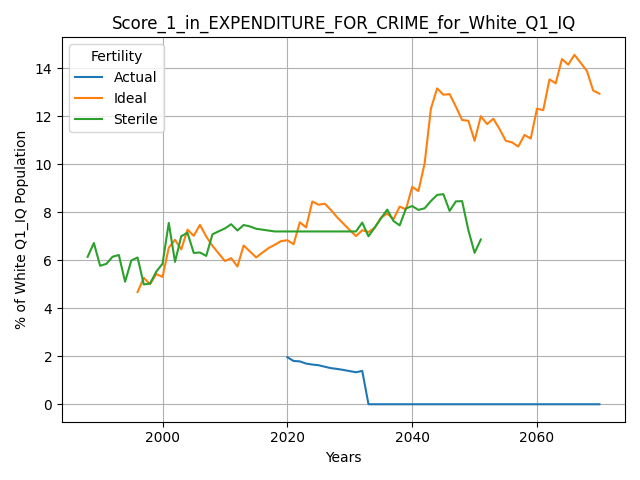 Score_1_in_EXPENDITURE_FOR_CRIME_for_White_Q1_IQ
Fertility
Actual
Ideal
Sterile
% of White Q1_IQ Population
14
12
10
8
6
4
2
0
2000 2020 2040 2060
Years